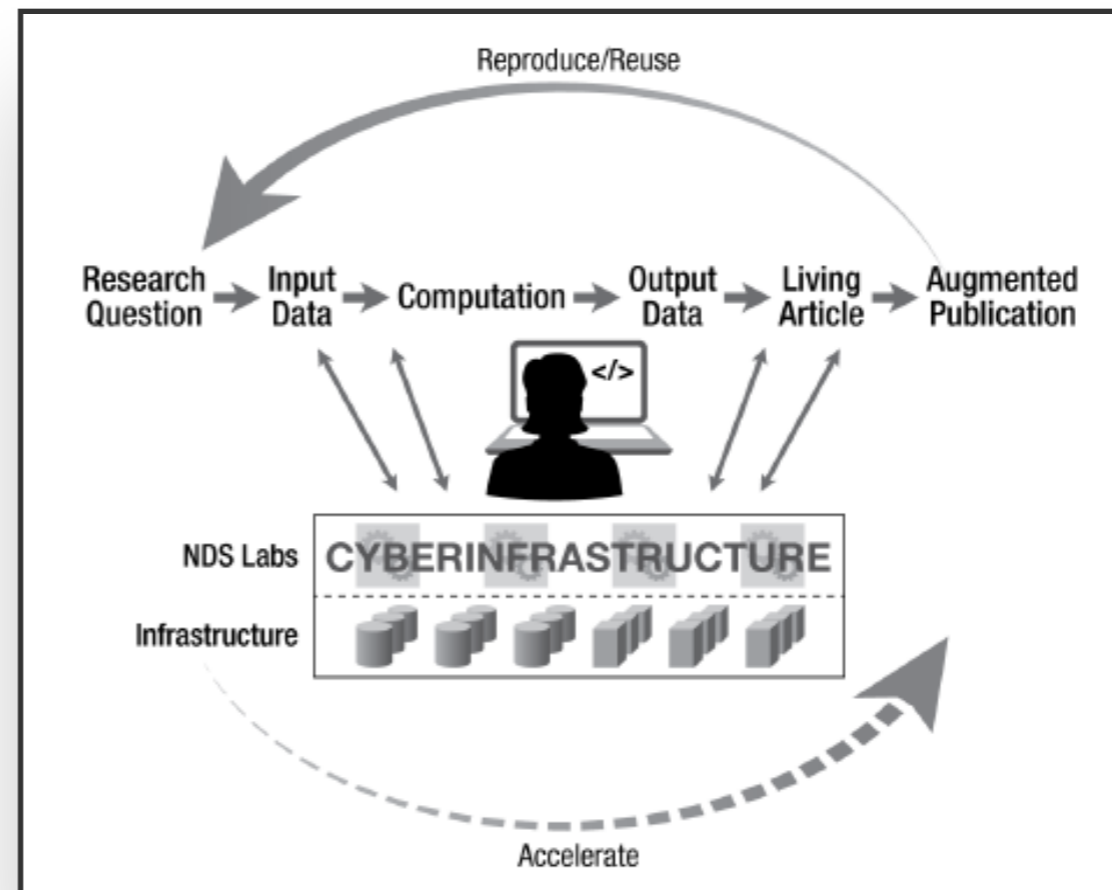 Reproduce/Reuse
Research
Question
Input
Data
Computation
Output
Data
Living
Article
Augmented
Publication
</>
NDS Labs
CYBERINFRASTRUCTURE
Infrastructure
Accelerate